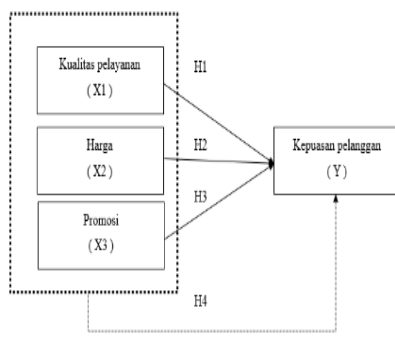 Kualitas pelayanan
( X1 )
H1
Harga
( X2 )
H2
Kepuasan pelanggan
( Y )
H3
Promosi
( X3 )
H4